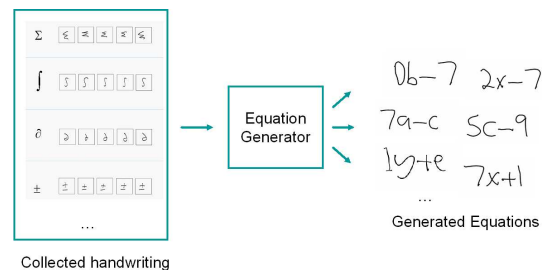 Σ Σ Σ Σ Σ Σ
∫ ∫ ∫ ∫ ∫ ∫
∂ ∂ ∂ ∂ ∂ ∂
± ± ± ± ± ±
...
Collected handwriting
Equation
Generator
0b-7 2x-7
7a-c 5c-9
1y+e 7x+1
...
Generated Equations